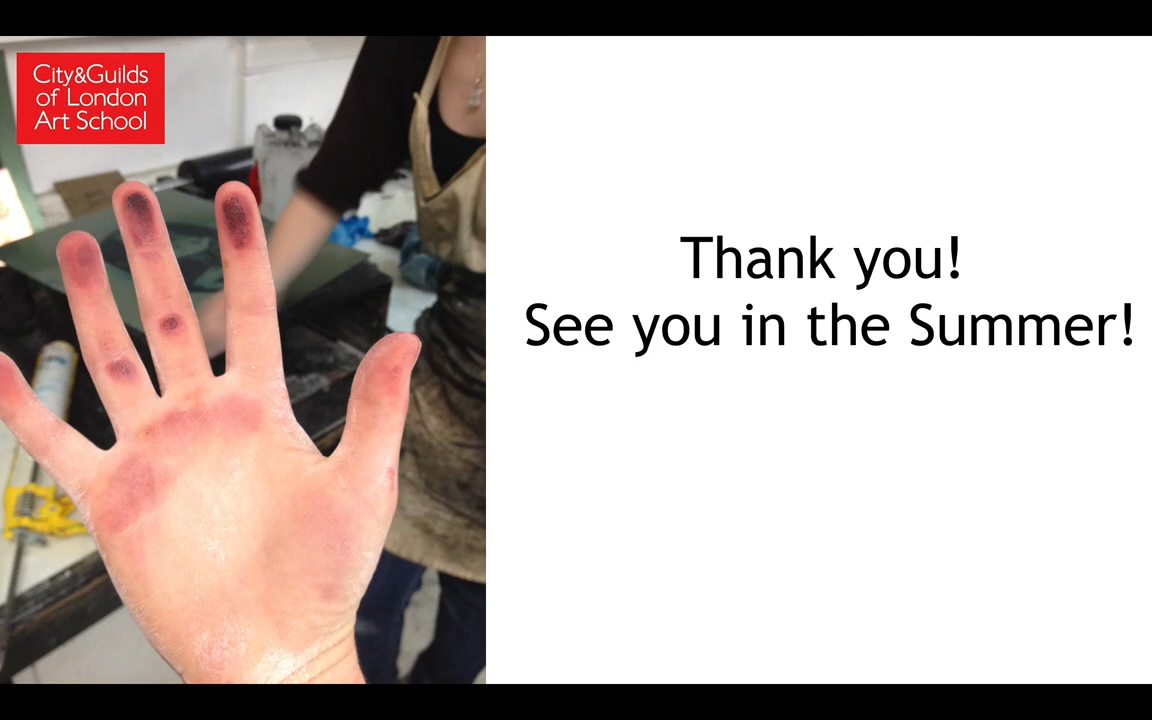 City&Guilds
of London
Art School
Thank you!
See you in the Summer!